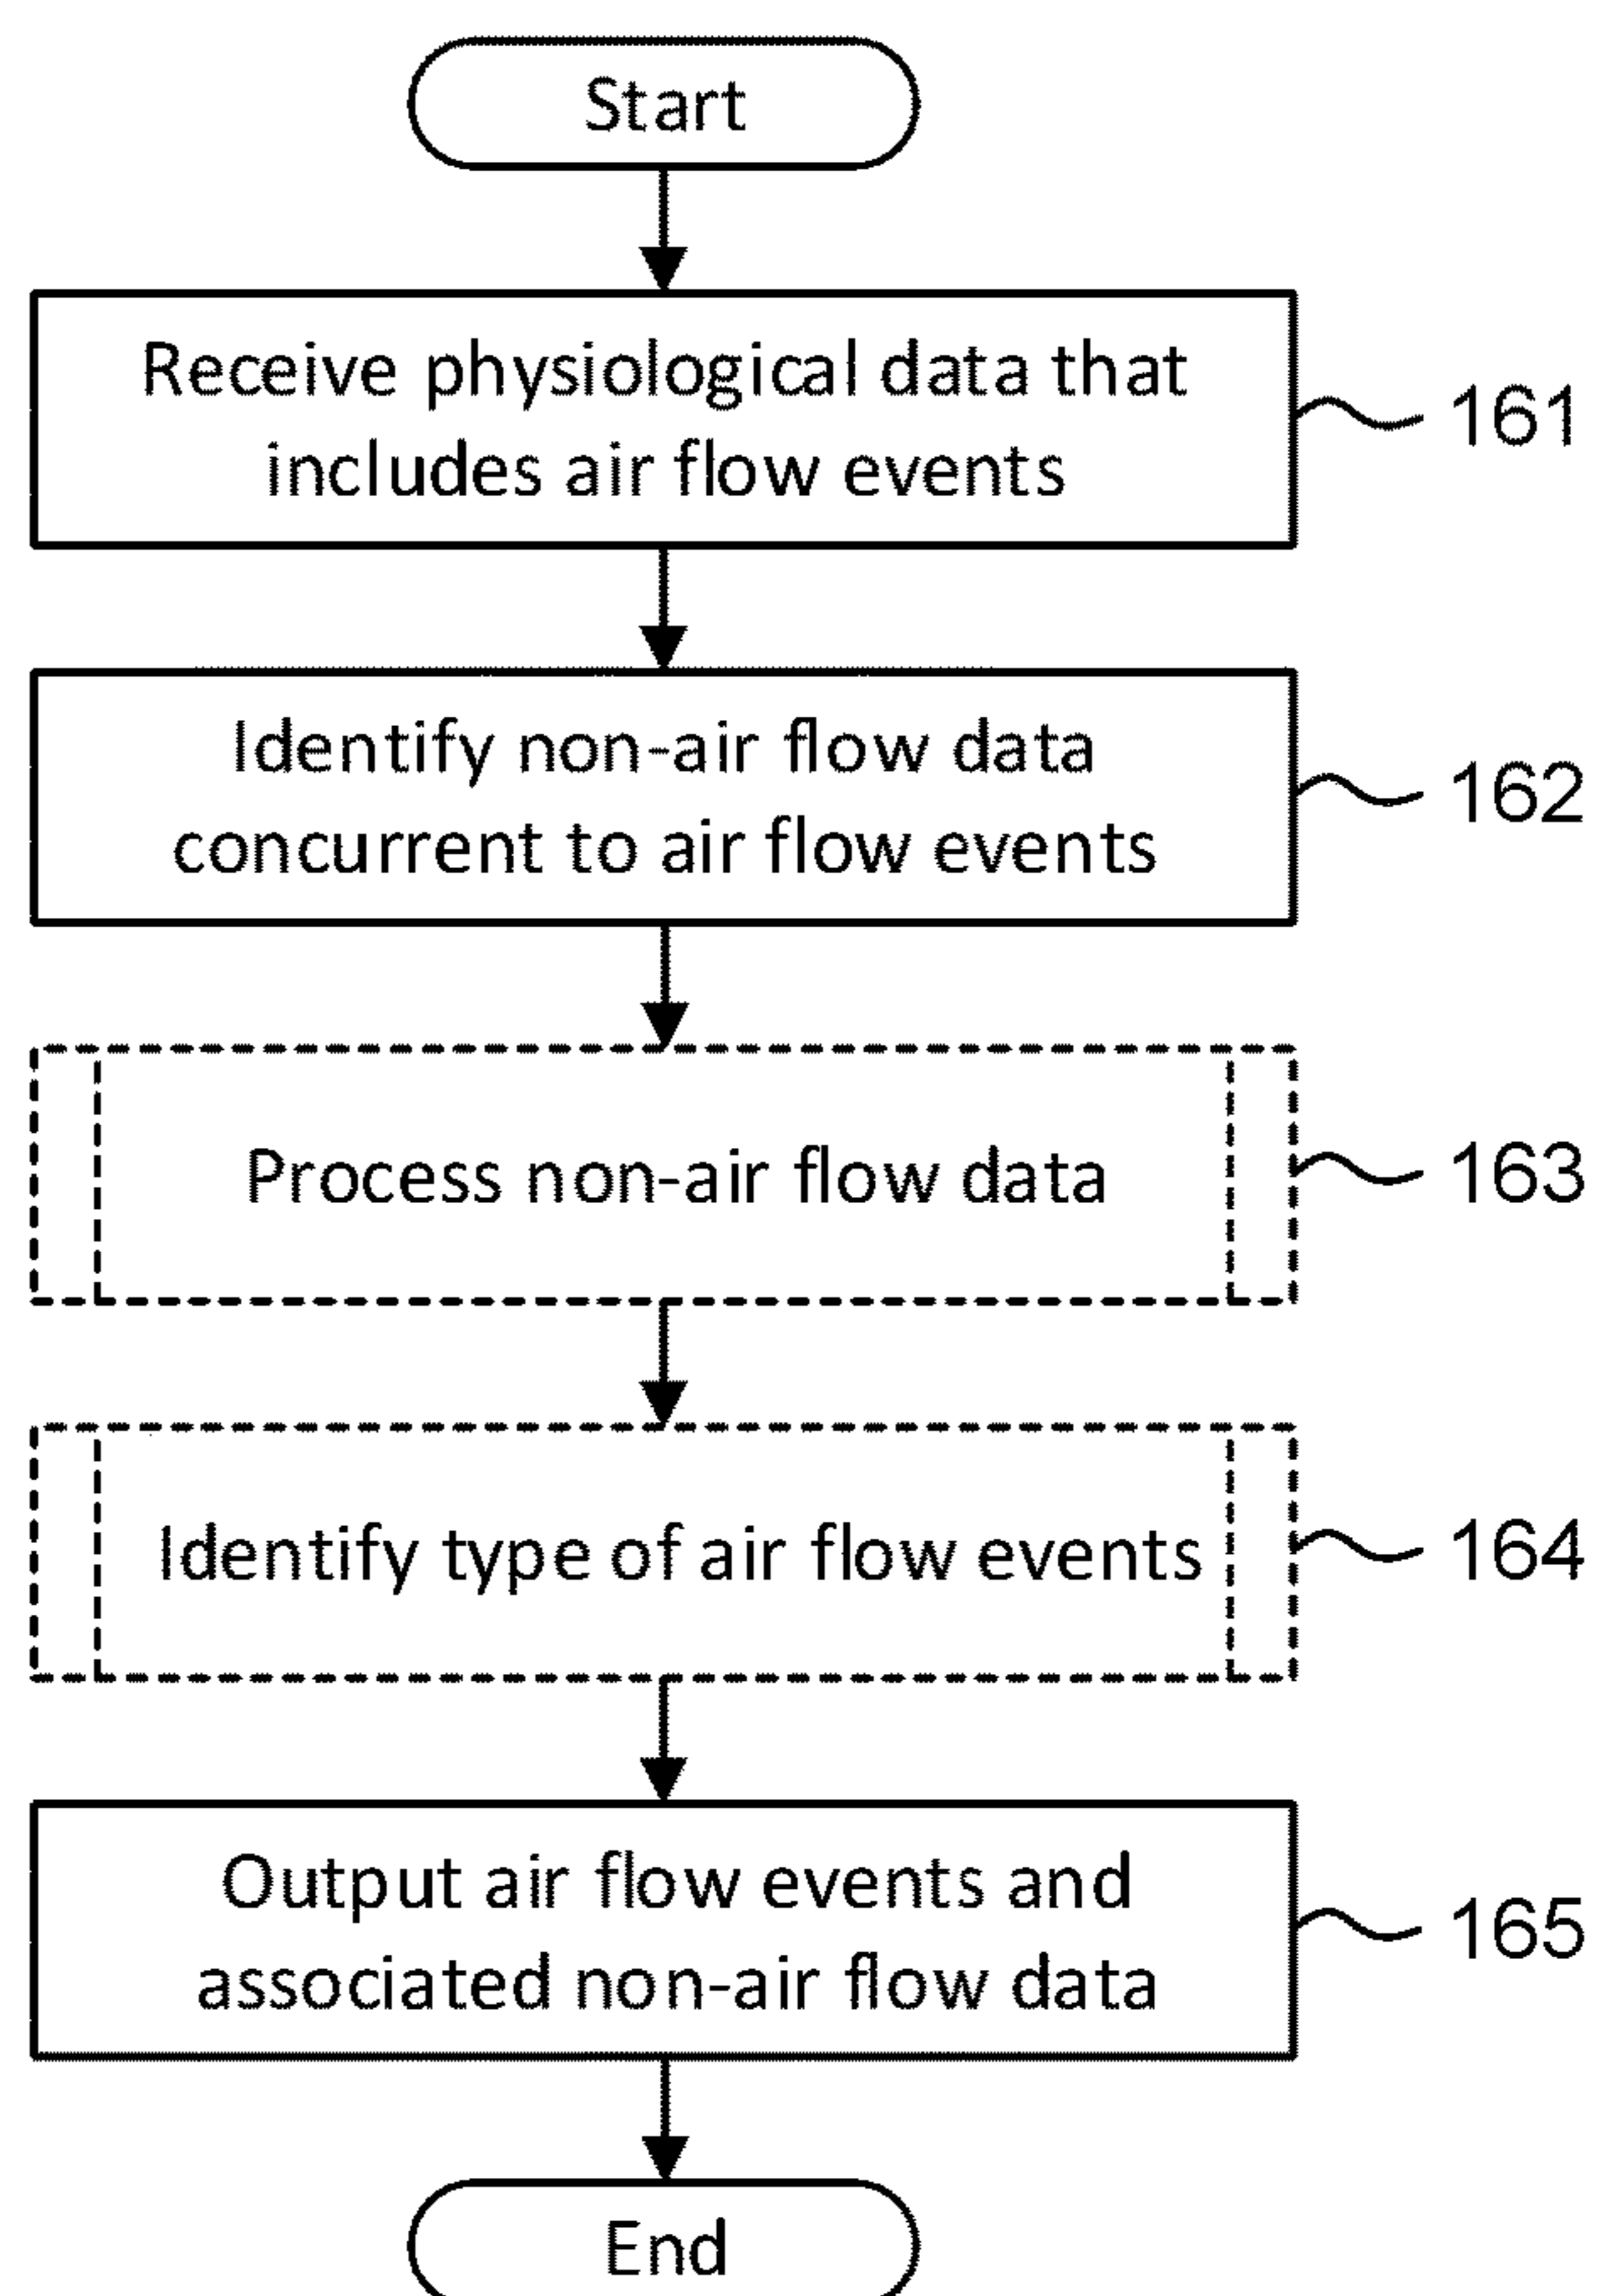 Start
Receive physiological data that
includes air flow events
161
Identify non-air flow data
concurrent to air flow events
162
Process non-air flow data
163
Identify type of air flow events
164
Output air flow events and
associated non-air flow data
165
End